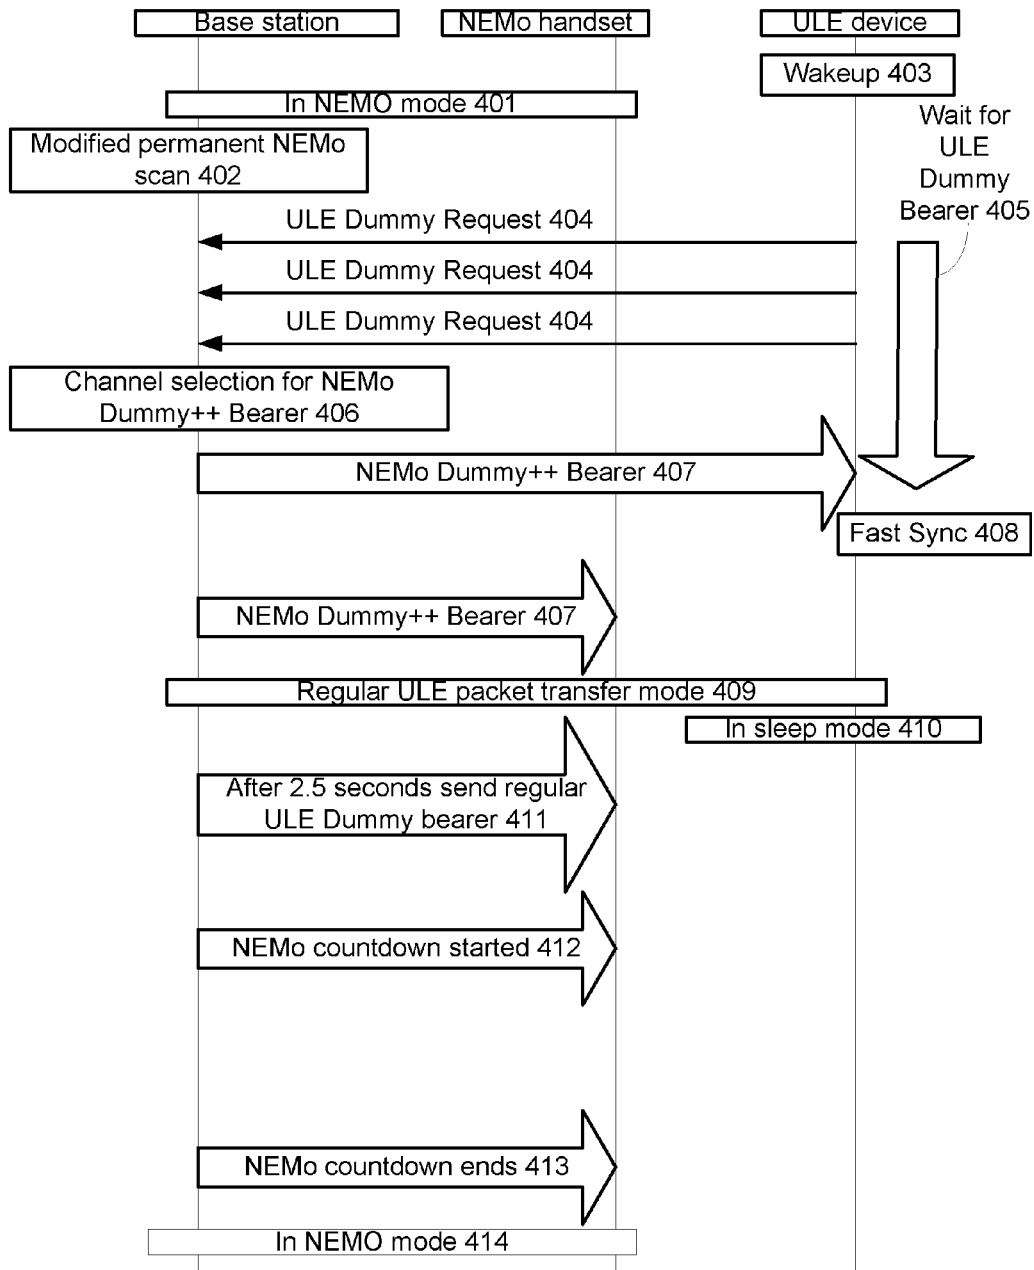 Base station
NEMo handset
ULE device
Wakeup 403
In NEMO mode 401
Wait for
ULE
Dummy
Bearer 405
Modified permanent NEMo
scan 402
ULE Dummy Request 404
ULE Dummy Request 404
ULE Dummy Request 404
Channel selection for NEMo
Dummy++ Bearer 406
NEMo Dummy++ Bearer 407
Fast Sync 408
NEMo Dummy++ Bearer 407
Regular ULE packet transfer mode 409
In sleep mode 410
After 2.5 seconds send regular
ULE Dummy bearer 411
NEMo countdown started 412
NEMo countdown ends 413
In NEMO mode 414